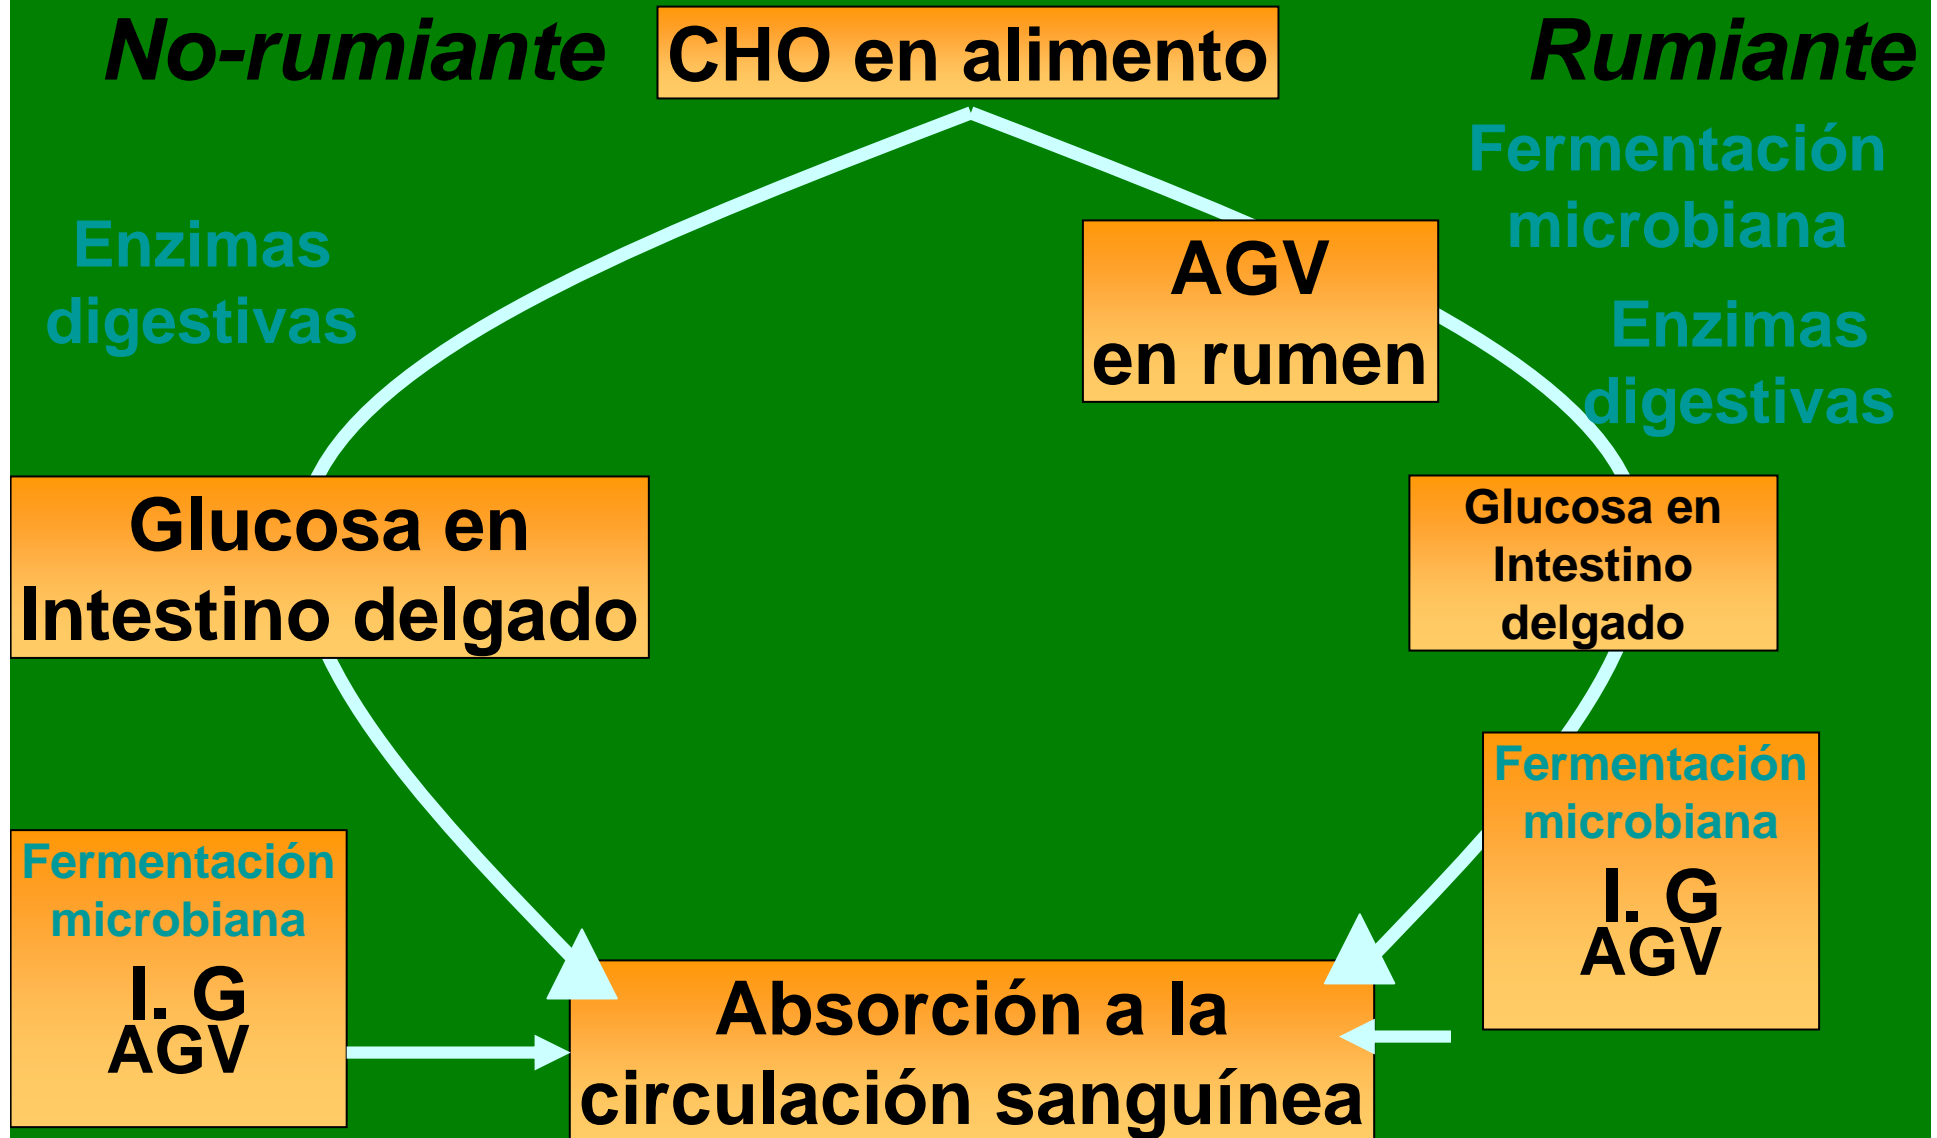 No-rumiante
CHO en alimento
Rumiante
Fermentación
microbiana
Enzimas
digestivas
AGV
en rumen
Enzimas
digestivas
Glucosa en
Intestino delgado
Glucosa en
Intestino
delgado
Fermentación
microbiana
I. G
AGV
Fermentación
microbiana
I. G
AGV
Absorción a la
circulación sanguínea